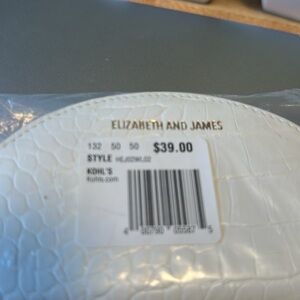 ELIZABETH AND JAMES
132 50 50 $39.00
STYLE
KOHL'S
Kohls.com